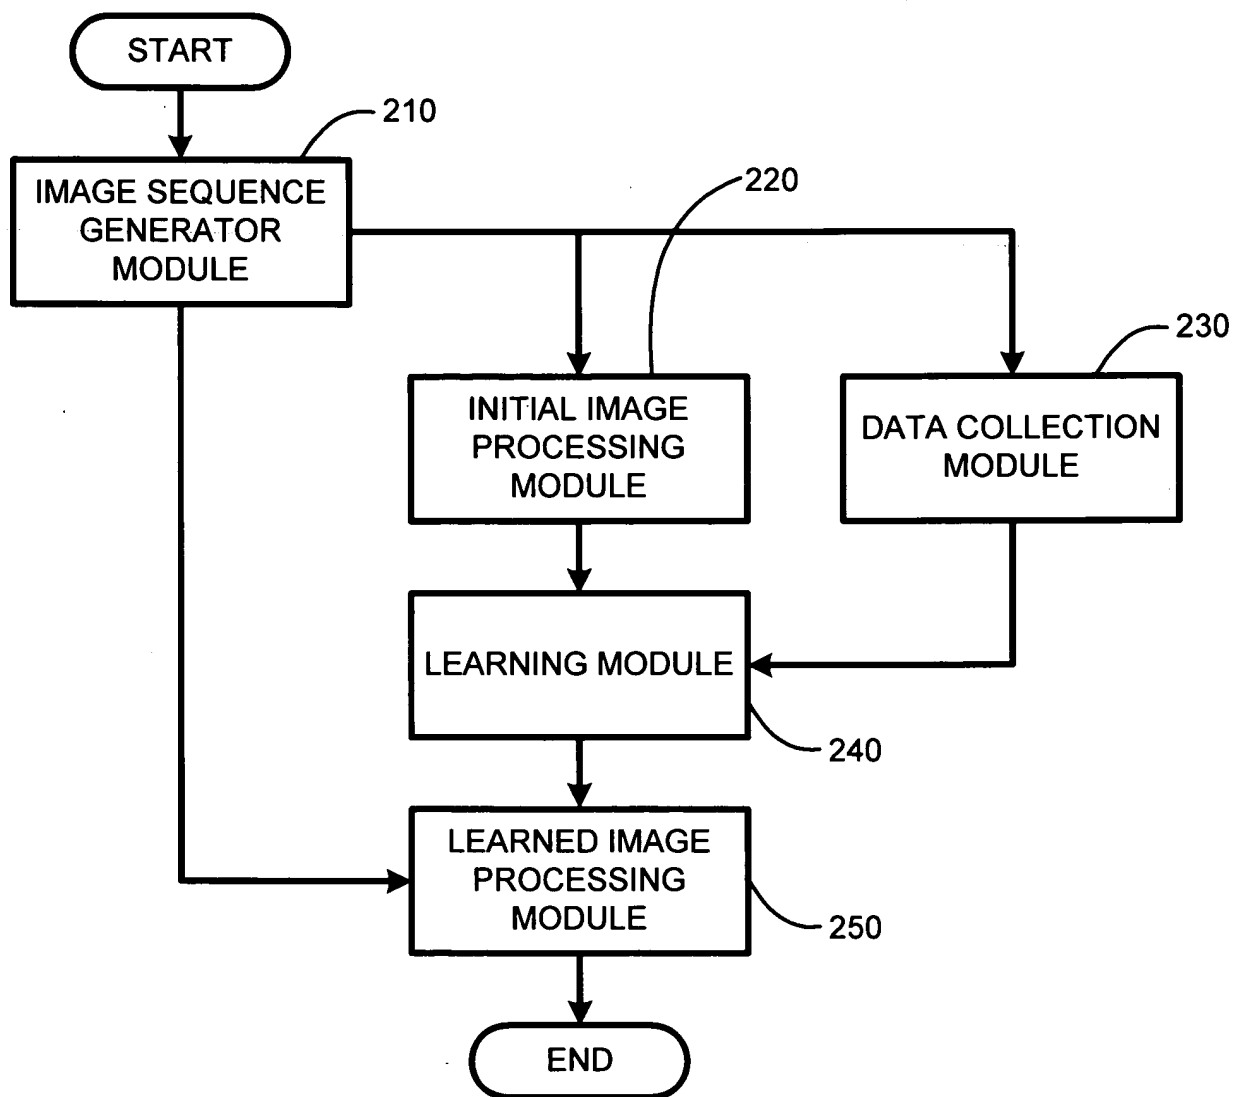 START
210
IMAGE SEQUENCE
GENERATOR
MODULE
220
230
INITIAL IMAGE
PROCESSING
MODULE
DATA COLLECTION
MODULE
LEARNING MODULE
240
LEARNED IMAGE
PROCESSING
MODULE
250
END